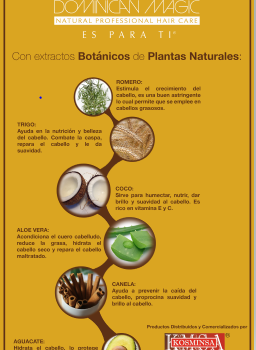 DOMINICAN MAGIC
NATURAL PROFESSIONAL HAIR CARE
ES PARA TI®
Con extractos Botánicos de Plantas Naturales:
ROMERO:
Estimula el crecimiento del
cabello, es una buen astringente
lo cual permite que se emplee en
cabellos grasosos.
TRIGO:
Ayuda en la nutrición y belleza
del cabello. Combate la caspa,
repara el cabello y le da
suavidad.
COCO:
Sirve para humectar, nutrir, dar
brillo y suavidad al cabello. Es
rico en vitamina E y C.
ALOE VERA:
Acondiciona el cuero cabelludo,
reduce la grasa, hidrata el
cabello seco y repara el cabello
maltratado.
CANELA:
Ayuda a prevenir la caída del
cabello, proprocine suavidad y
brillo al cabello.
Productos Distribuidos y Comercializados por
KOSMINSA
AGUACATE:
Hidrata el cabello, lo protege